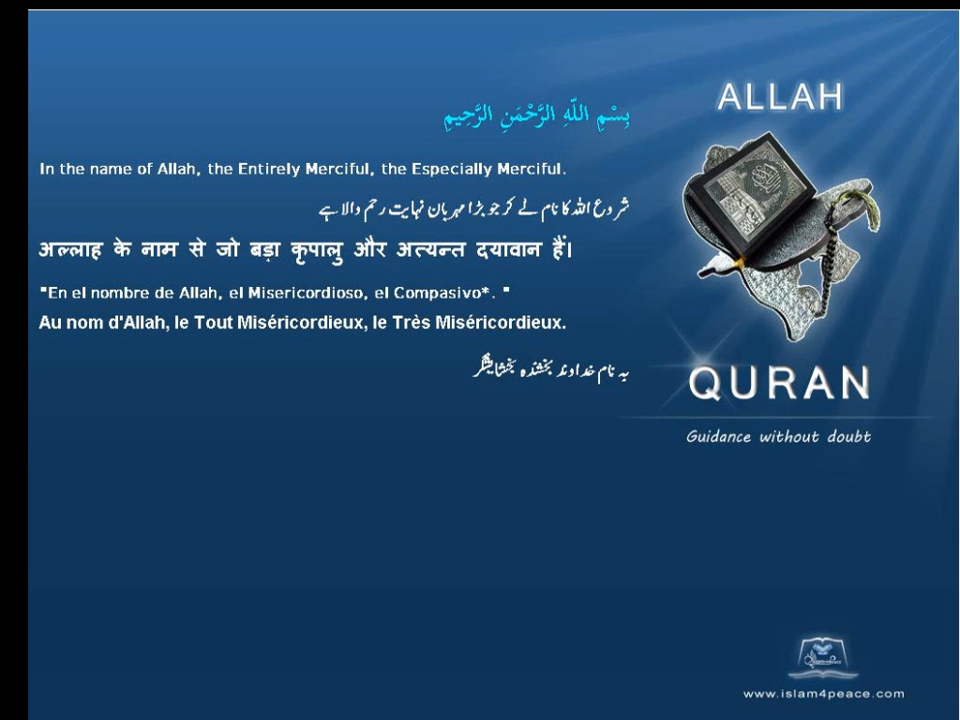 بِسْمِ اللّهِ الرَّحْمَنِ الرَّحِيمِ
In the name of Allah, the Entirely Merciful, the Especially Merciful.
شروع اللہ کا نام لے کر جو بڑا مہربان نہایت رحم والا ہے
अल्लाह के नाम से जो बड़ा कृपालु और अत्यन्त दयावान हैं।
"En el nombre de Allah, el Misericordioso, el Compasivo*. "
Au nom d'Allah, le Tout Miséricordieux, le Très Miséricordieux.
به نام خداوند بخشنده بخشایشگر
ALLAH
QURAN
Guidance without doubt
www.islam4peace.com